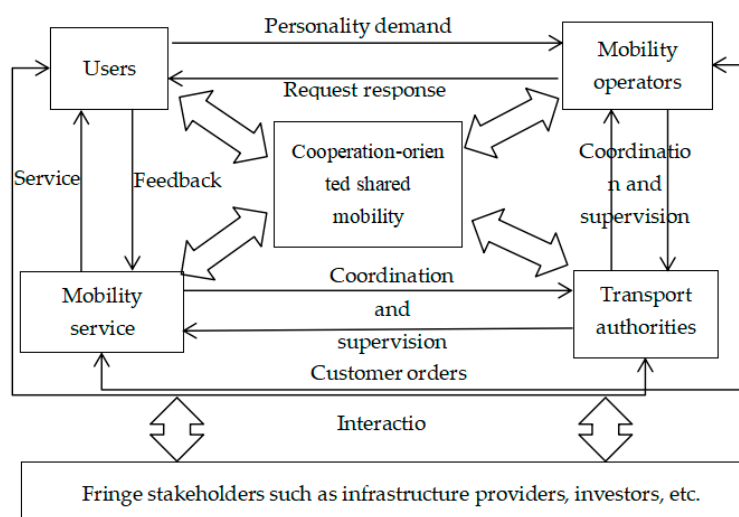 Personality demand
Users
Mobility
operators
Request response
Cooperation-orien
ted shared
mobility
Service
Feedback
Coordinatio
n and
supervision
Mobility
service
Coordination
and
supervision
Transport
authorities
Customer orders
Interactio
Fringe stakeholders such as infrastructure providers, investors, etc.